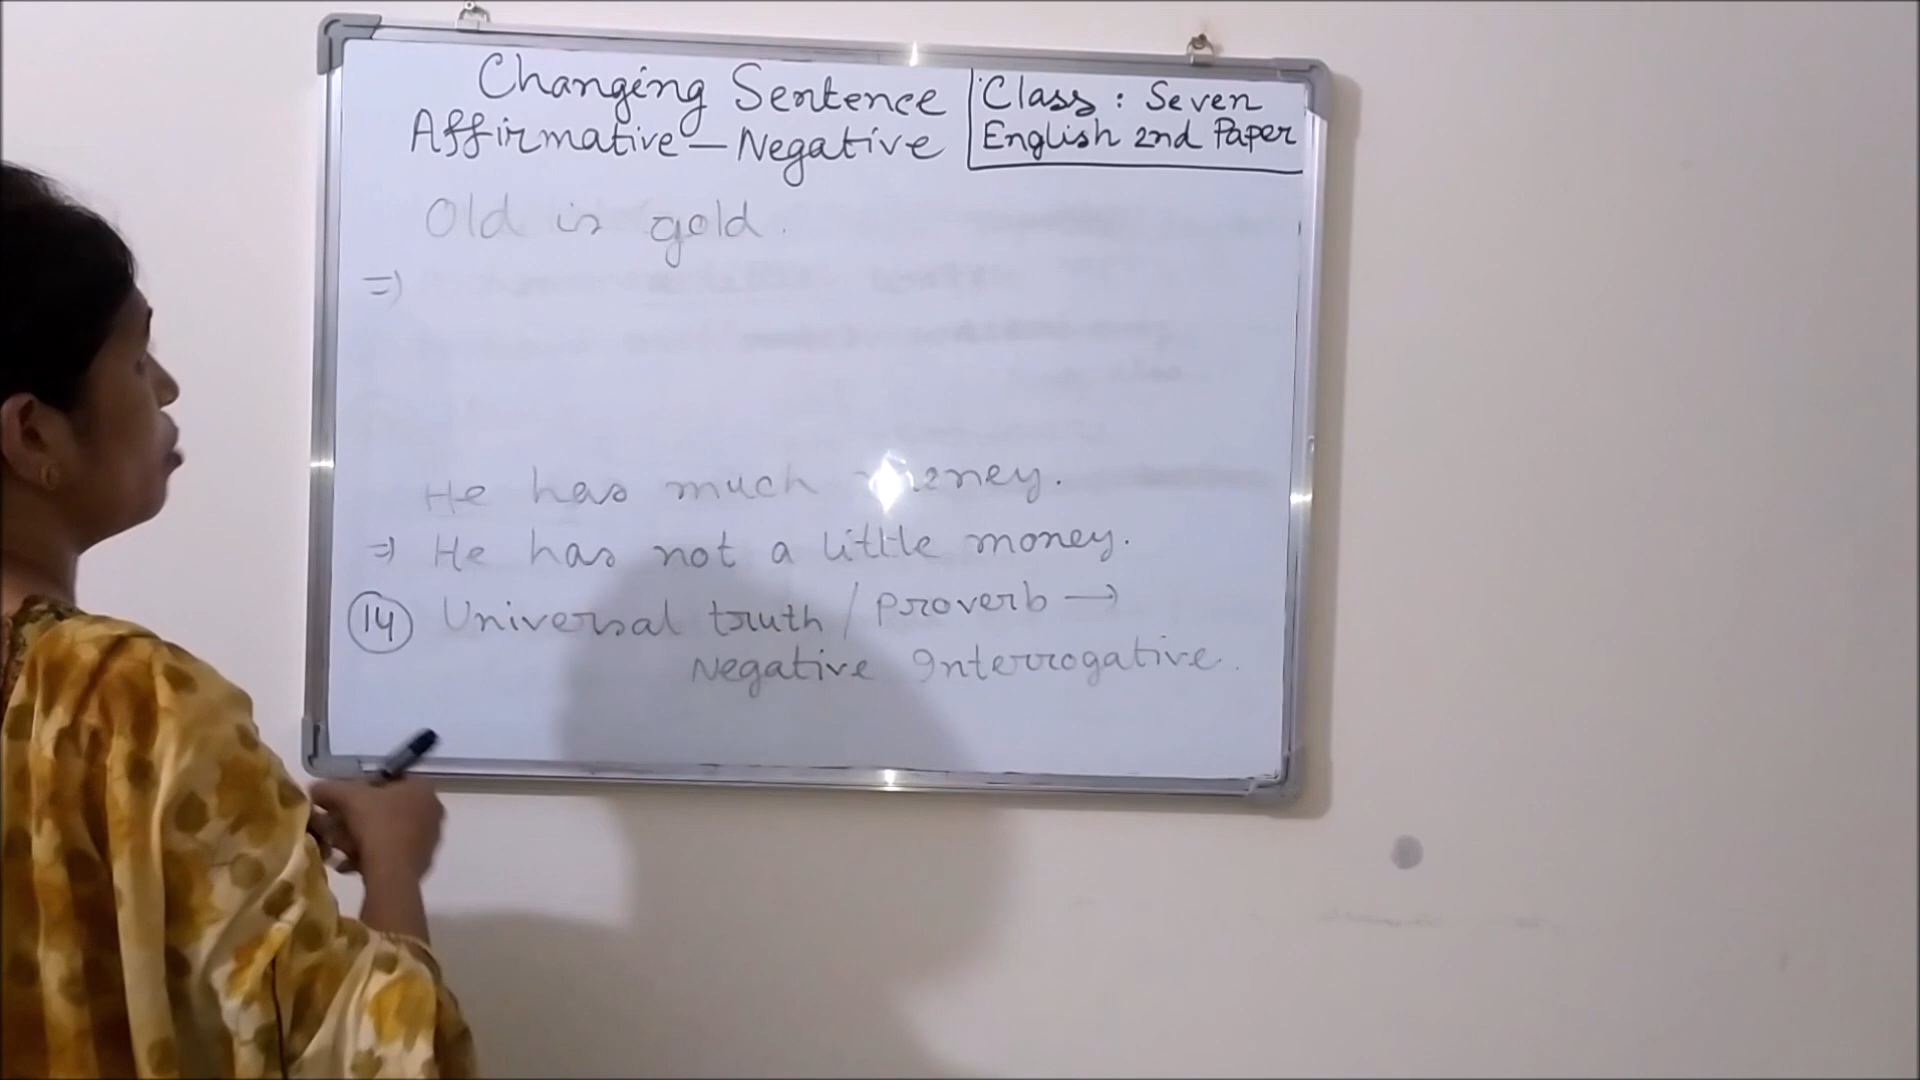 Changing Sentence
Affirmative — Negative
Class : Seven
English 2nd Paper
Old is gold.
⇒
He has much money.
⇒ He has not a little money.
14 Universal truth / Proverb →
Negative Interrogative.